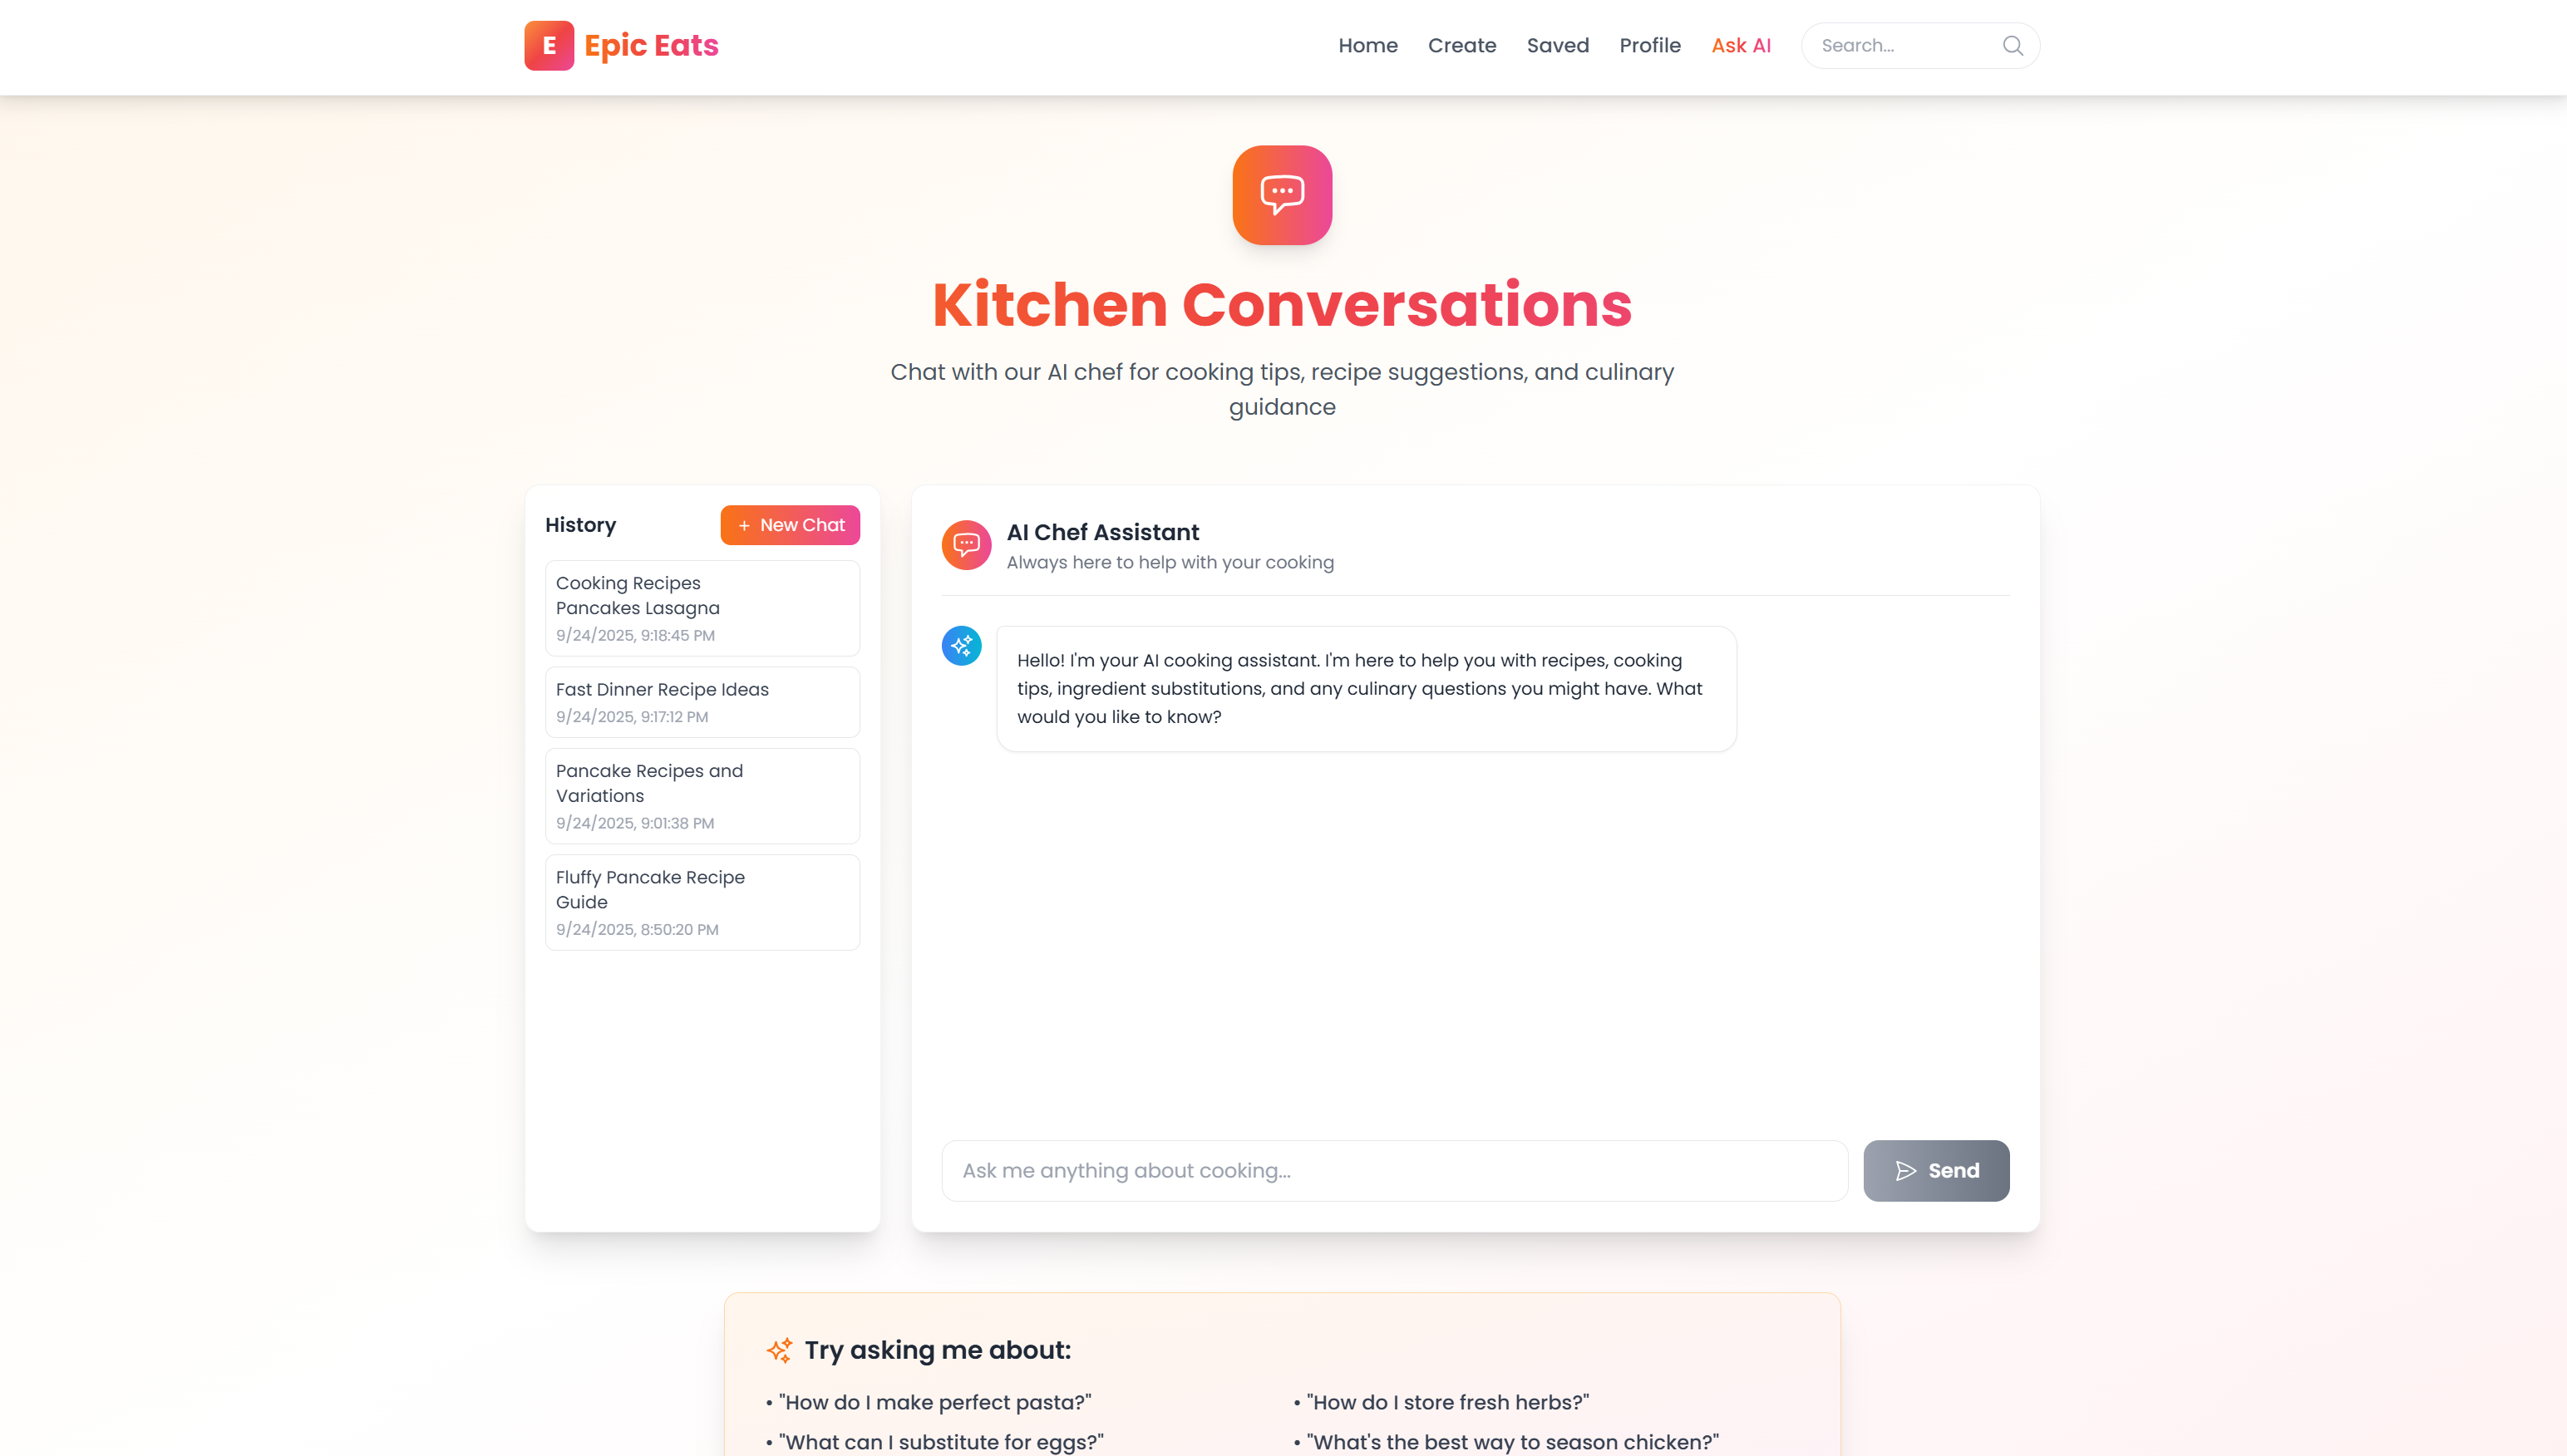 E Epic Eats
Home Create Saved Profile Ask AI Search...
Kitchen Conversations
Chat with our AI chef for cooking tips, recipe suggestions, and culinary
guidance
History
+ New Chat
Cooking Recipes
Pancakes Lasagna
9/24/2025, 9:18:45 PM
Fast Dinner Recipe Ideas
9/24/2025, 9:17:12 PM
Pancake Recipes and
Variations
9/24/2025, 9:01:38 PM
Fluffy Pancake Recipe
Guide
9/24/2025, 8:50:20 PM
AI Chef Assistant
Always here to help with your cooking
Hello! I'm your AI cooking assistant. I'm here to help you with recipes, cooking
tips, ingredient substitutions, and any culinary questions you might have. What
would you like to know?
Ask me anything about cooking...
Send
Try asking me about:
• "How do I make perfect pasta?"
• "What can I substitute for eggs?"
• "How do I store fresh herbs?"
• "What's the best way to season chicken?"